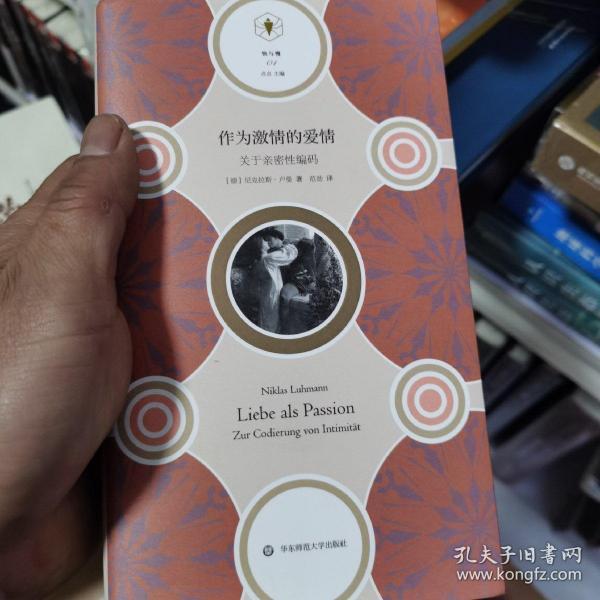 轻与重
04
点点 主编
作为激情的爱情
关于亲密性编码
[德] 尼克拉斯·卢曼 著 范劲 译
Niklas Luhmann
Liebe als Passion
Zur Codierung von Intimität
华东师范大学出版社
孔夫子旧书网
www.kongfz.com